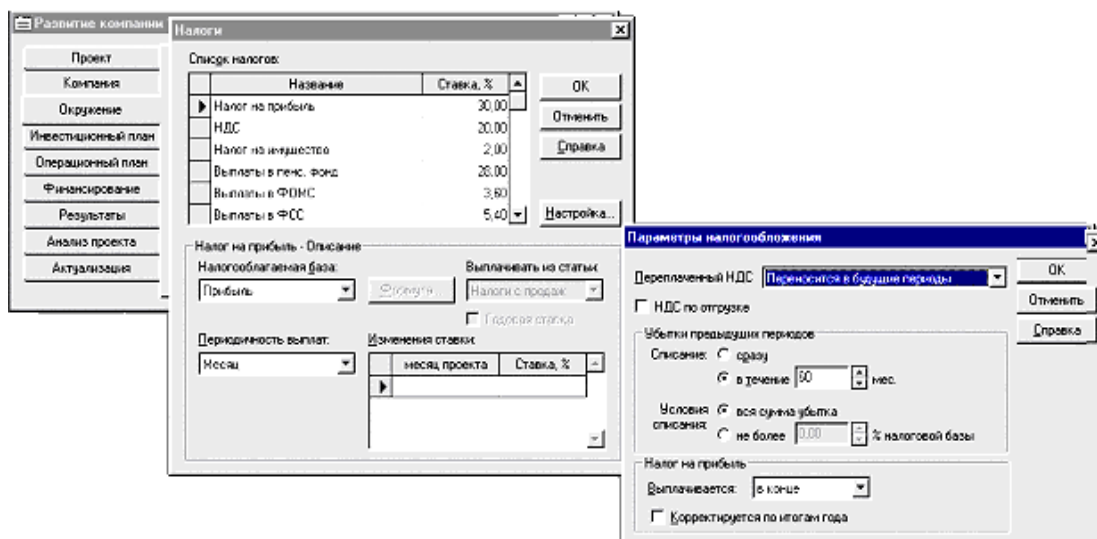 Развитие компании
Проект
Компания
Окружение
Инвестиционный план
Операционный план
Финансирование
Результаты
Анализ проекта
Актуализация
Налоги
Список налогов:
Название Ставка, %
Налог на прибыль 30,00
НДС 20.00
Налог на имущество 2,00
Выплаты в пенс. фонд 28.00
Выплаты в ФОМС 3,60
Выплаты в ФСС 5,40
OK
Отменить
Справка
Настройка...
Налог на прибыль - Описание
Налогооблагаемая база:
Прибыль
Выплачивать из статьи:
Налоги с продаж
Годовая ставка
Периодичность выплат:
Месяц
Изменения ставки:
месяц проекта Ставка, %
Параметры налогообложения
Переплаченный НДС Переносится в будущие периоды
НДС по отгрузке
Убытки предыдущих периодов
Списание: сразу
в течение 60 мес.
Условия списания: вся сумма убытка
не более 0,00 % налоговой базы
Налог на прибыль
Выплачивается: в конце
Корректируется по итогам года
OK
Отменить
Справка